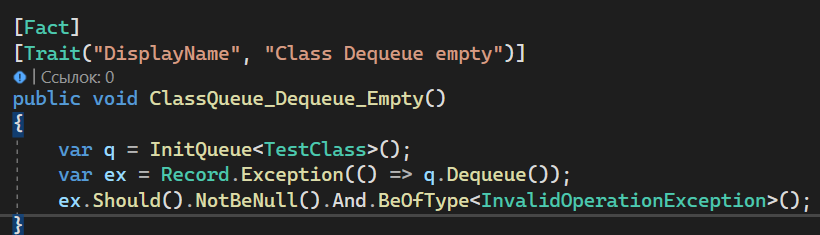 [Fact]
[Trait("DisplayName", "Class Dequeue empty")]
| Ссылок: 0
public void ClassQueue_Dequeue_Empty()
{
var q = InitQueue<TestClass>();
var ex = Record.Exception(() => q.Dequeue());
ex.Should().NotBeNull().And.BeOfType<InvalidOperationException>();
}